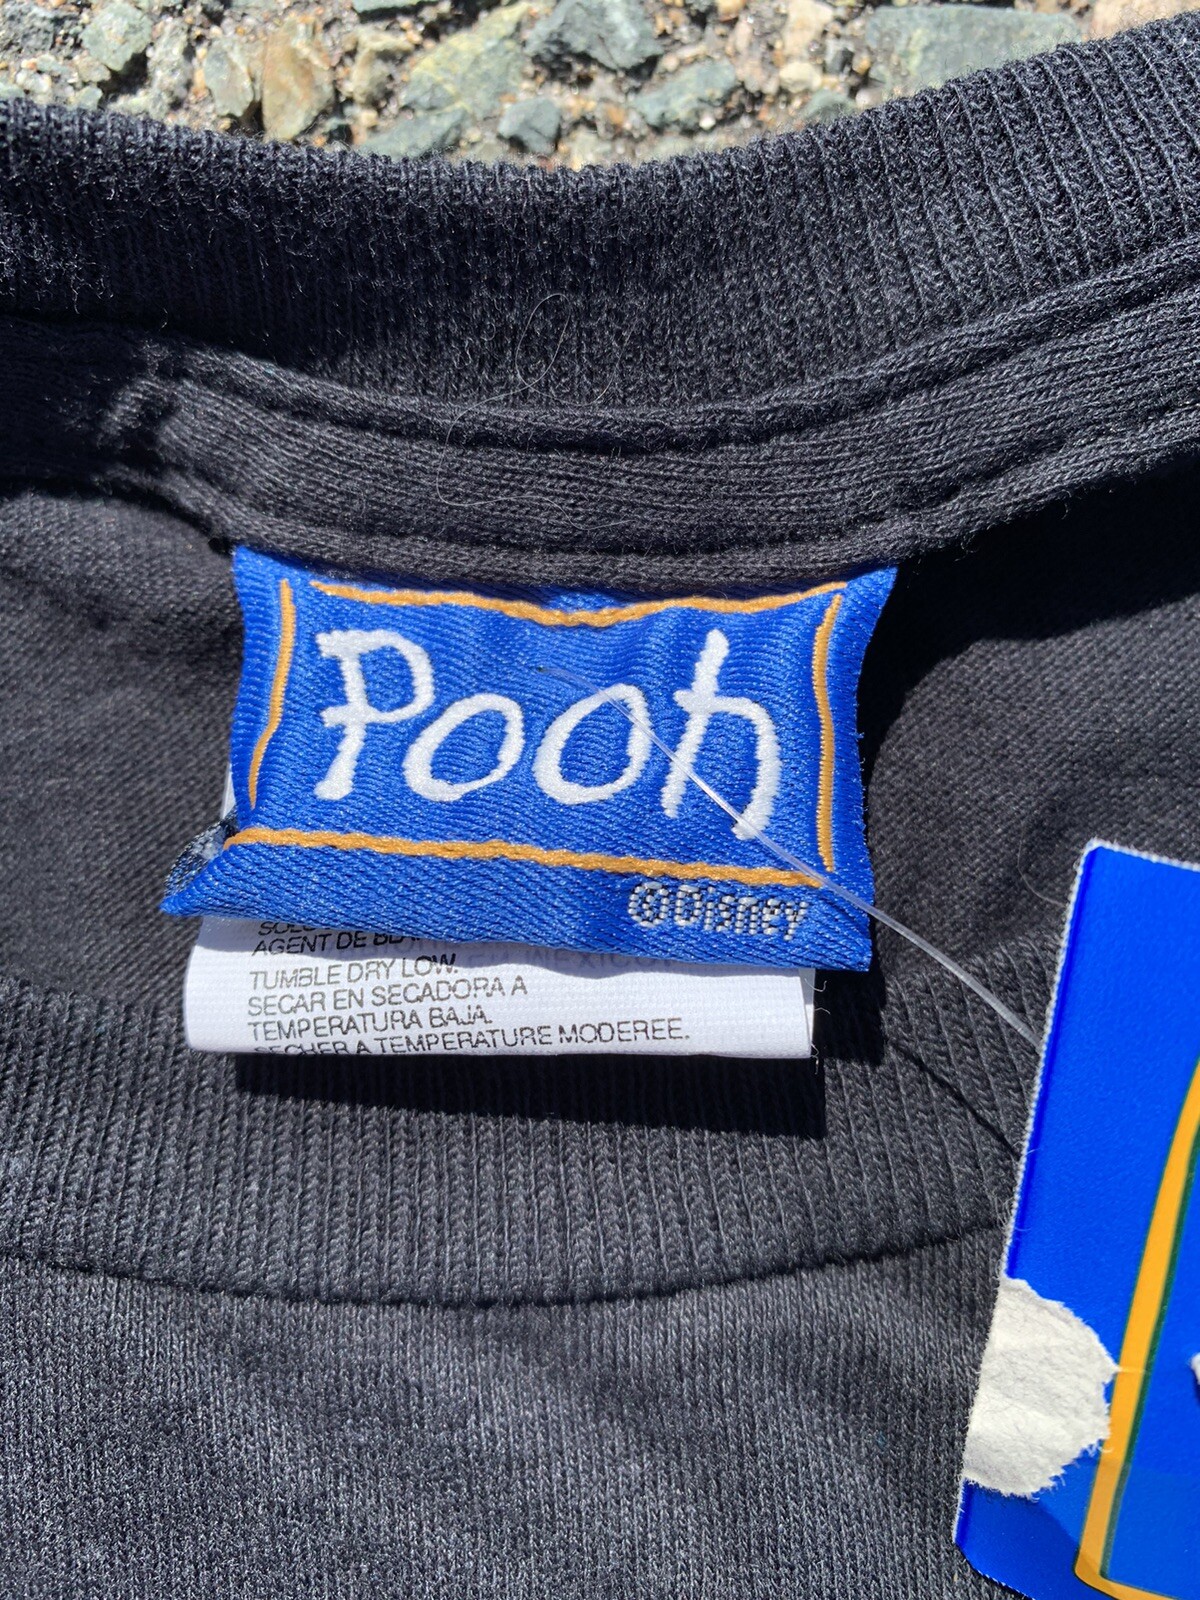 Pooh
©Disney
AGENT DE
TUMBLE DRY LOW.
SECAR EN SECADORA A
TEMPERATURA BAJA.
SECHER A TEMPERATURE MODEREE.